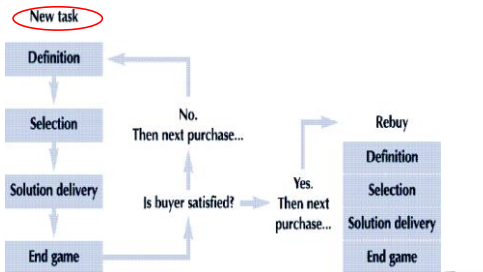 New task
Definition
Selection
Solution delivery
End game
No.
Then next purchase...
Is buyer satisfied?
Yes.
Then next
purchase...
Rebuy
Definition
Selection
Solution delivery
End game